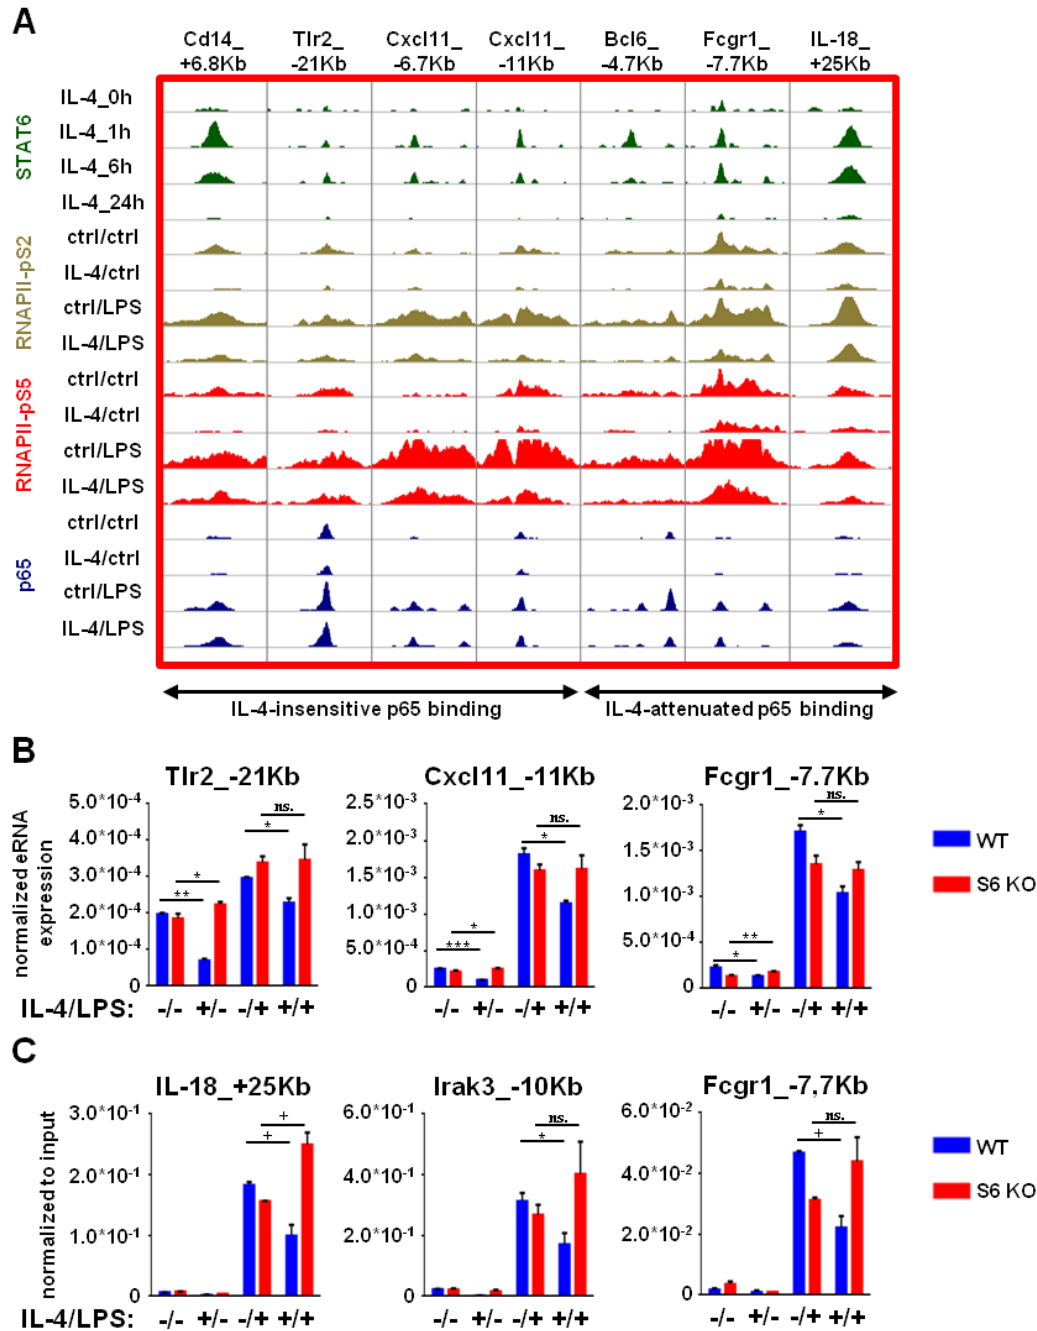 A
Cd14_ Tlr2_ Cxcl11_ Cxcl11_ Bcl6_ Fcgr1_ IL-18_
+6.8Kb -21Kb -6.7Kb -11Kb -4.7Kb -7.7Kb +25Kb
STAT6
IL-4_0h
IL-4_1h
IL-4_6h
IL-4_24h
RNAPII-pS2
ctrl/ctrl
IL-4/ctrl
ctrl/LPS
IL-4/LPS
RNAPII-pS5
ctrl/ctrl
IL-4/ctrl
ctrl/LPS
IL-4/LPS
p65
ctrl/ctrl
IL-4/ctrl
ctrl/LPS
IL-4/LPS
IL-4-insensitive p65 binding IL-4-attenuated p65 binding
B
normalized eRNA
expression
Tlr2_-21Kb
5.0*10-4
4.0*10-4
3.0*10-4
2.0*10-4
1.0*10-4
0
** * * ns.
Cxcl11_-11Kb
2.5*10-3
2.0*10-3
1.5*10-3
1.0*10-3
5.0*10-4
0
*** * * ns.
Fcgr1_-7.7Kb
2.0*10-3
1.5*10-3
1.0*10-3
5.0*10-4
0
* ** * ns.
WT
S6 KO
IL-4/LPS: -/- +/- -/+ +/+ -/- +/- -/+ +/+ -/- +/- -/+ +/+
C
normalized to input
IL-18_+25Kb
3.0*10-1
2.0*10-1
1.0*10-1
0
+ +
Irak3_-10Kb
6.0*10-1
4.0*10-1
2.0*10-1
0
* ns.
Fcgr1_-7,7Kb
6.0*10-2
4.0*10-2
2.0*10-2
0
+ ns.
WT
S6 KO
IL-4/LPS: -/- +/- -/+ +/+ -/- +/- -/+ +/+ -/- +/- -/+ +/+